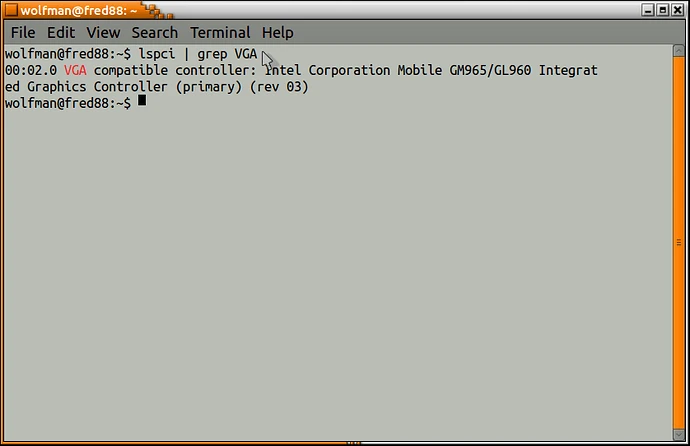 wolfman@fred88: ~
File Edit View Search Terminal Help
wolfman@fred88:~$ lspci | grep VGA
00:02.0 VGA compatible controller: Intel Corporation Mobile GM965/GL960 Integrat
ed Graphics Controller (primary) (rev 03)
wolfman@fred88:~$